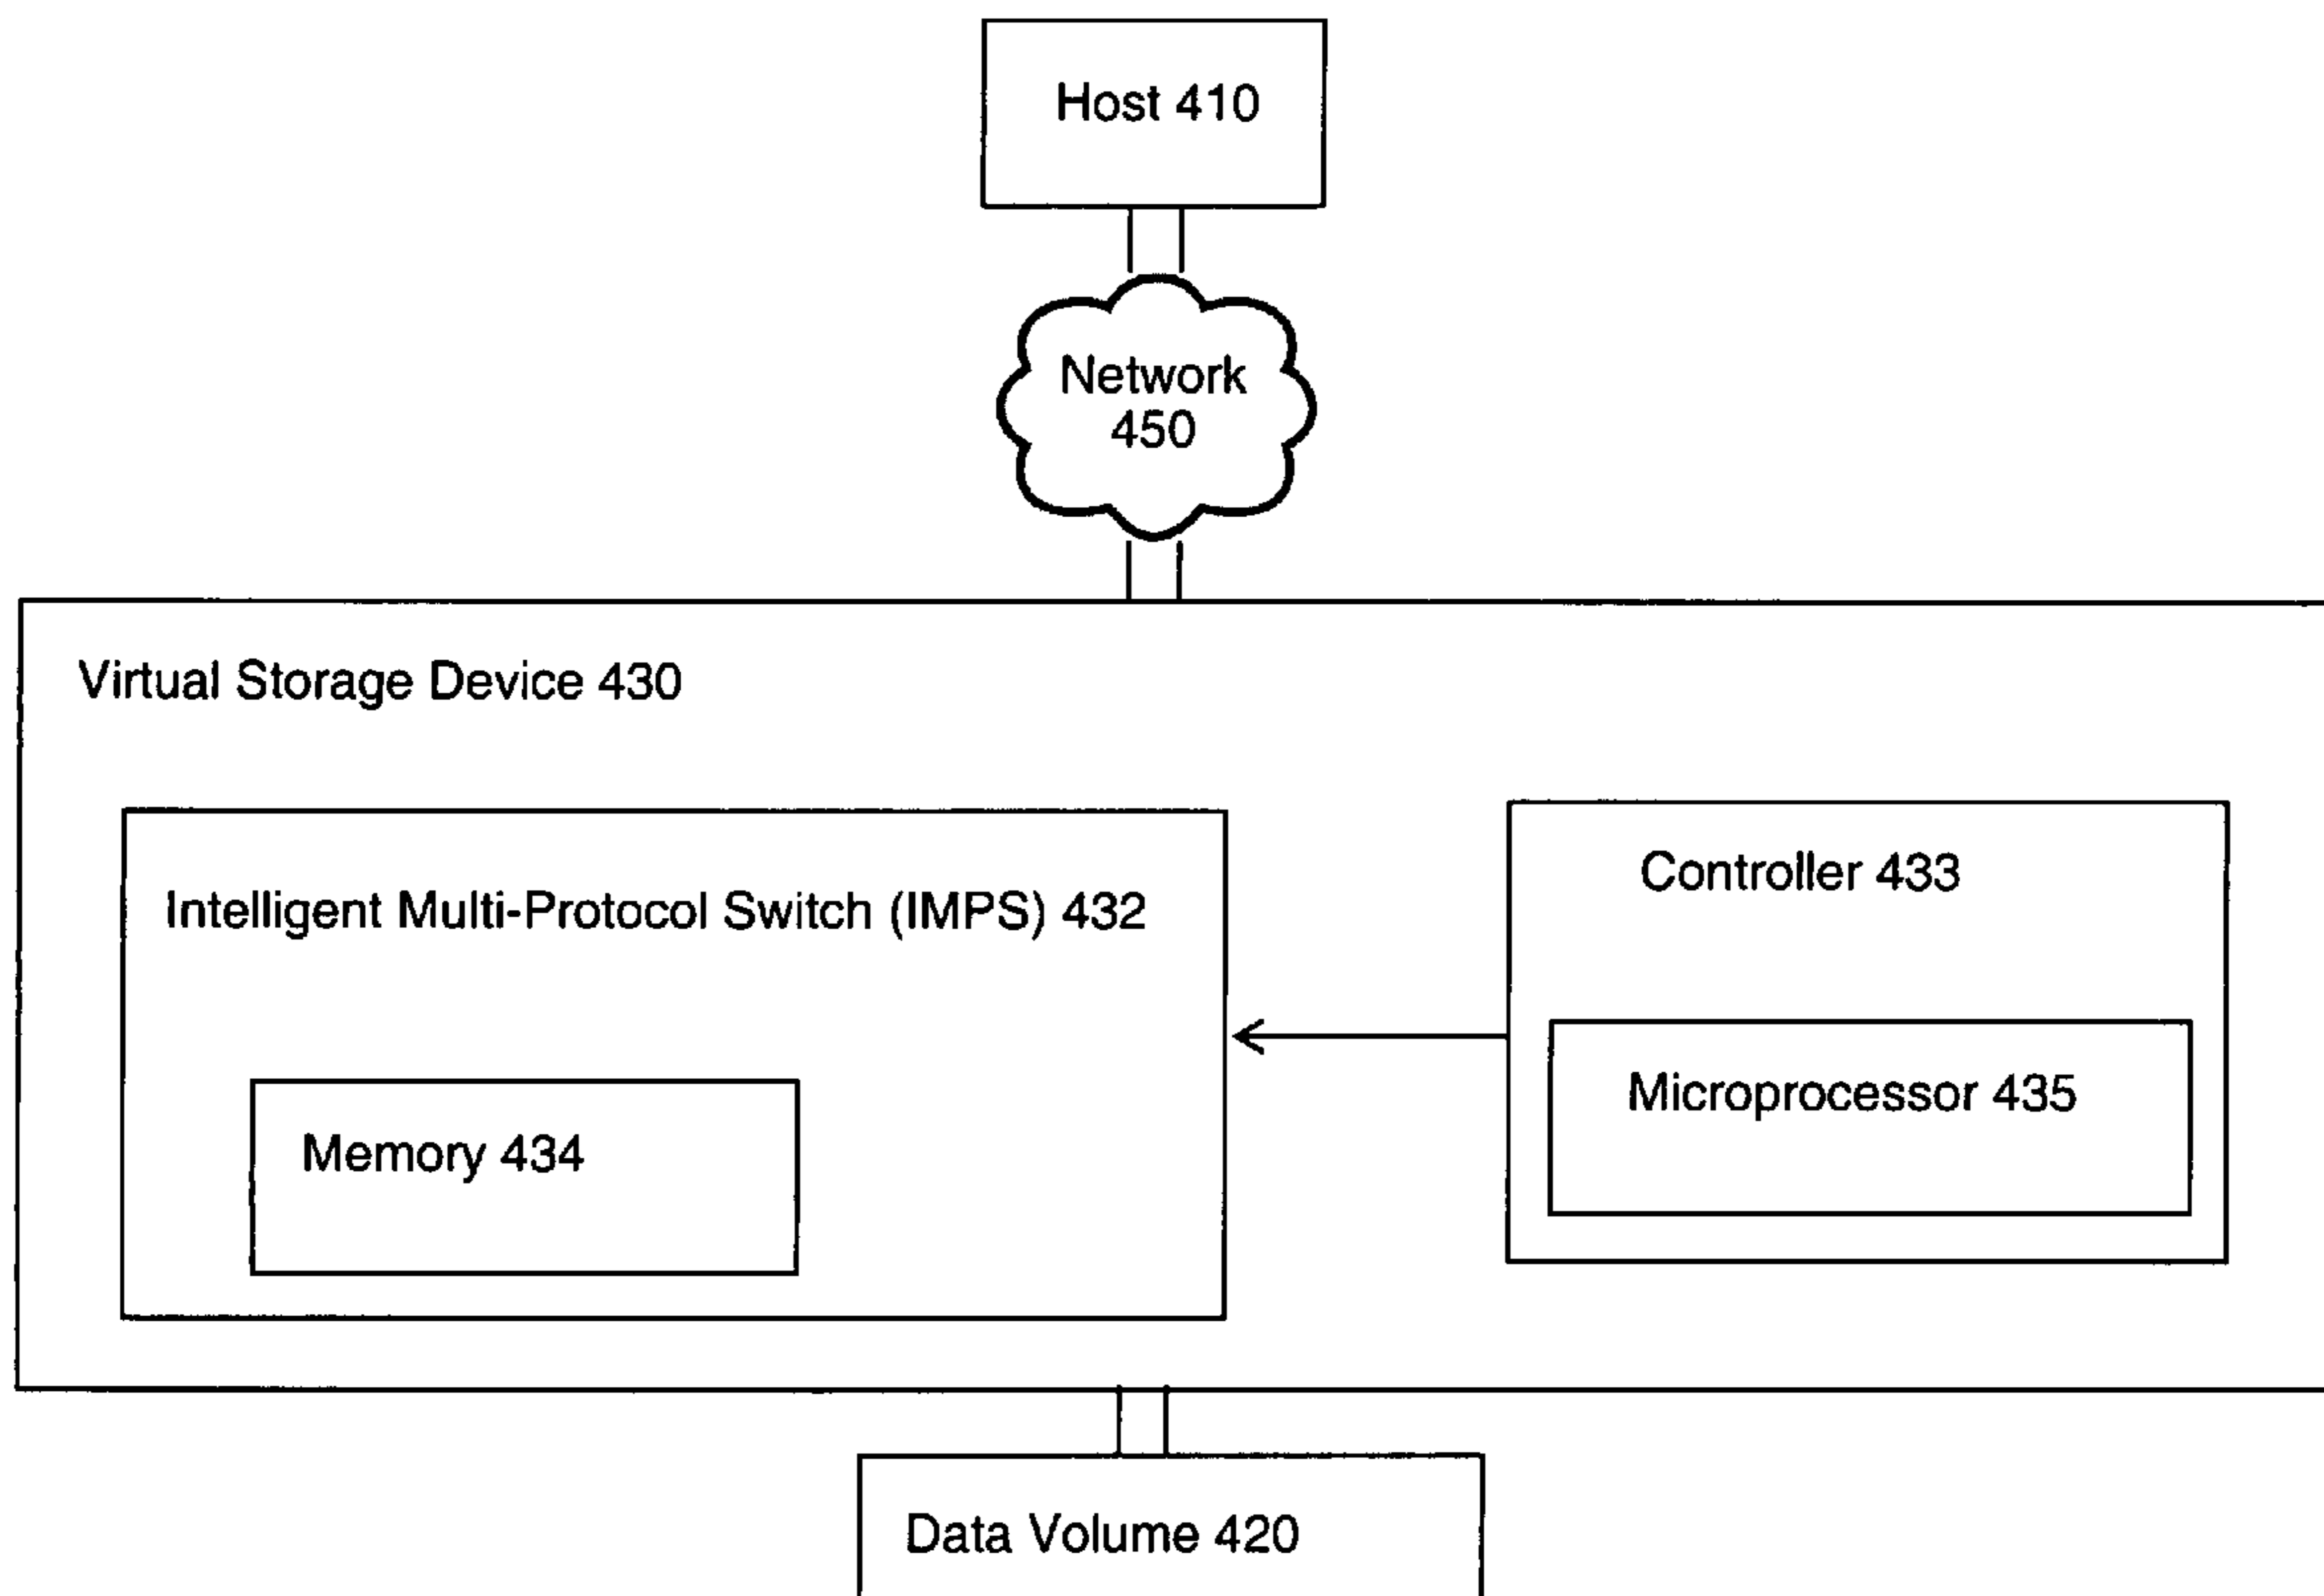 Host 410
Network
450
Virtual Storage Device 430
Intelligent Multi-Protocol Switch (IMPS) 432
Controller 433
Microprocessor 435
Memory 434
Data Volume 420